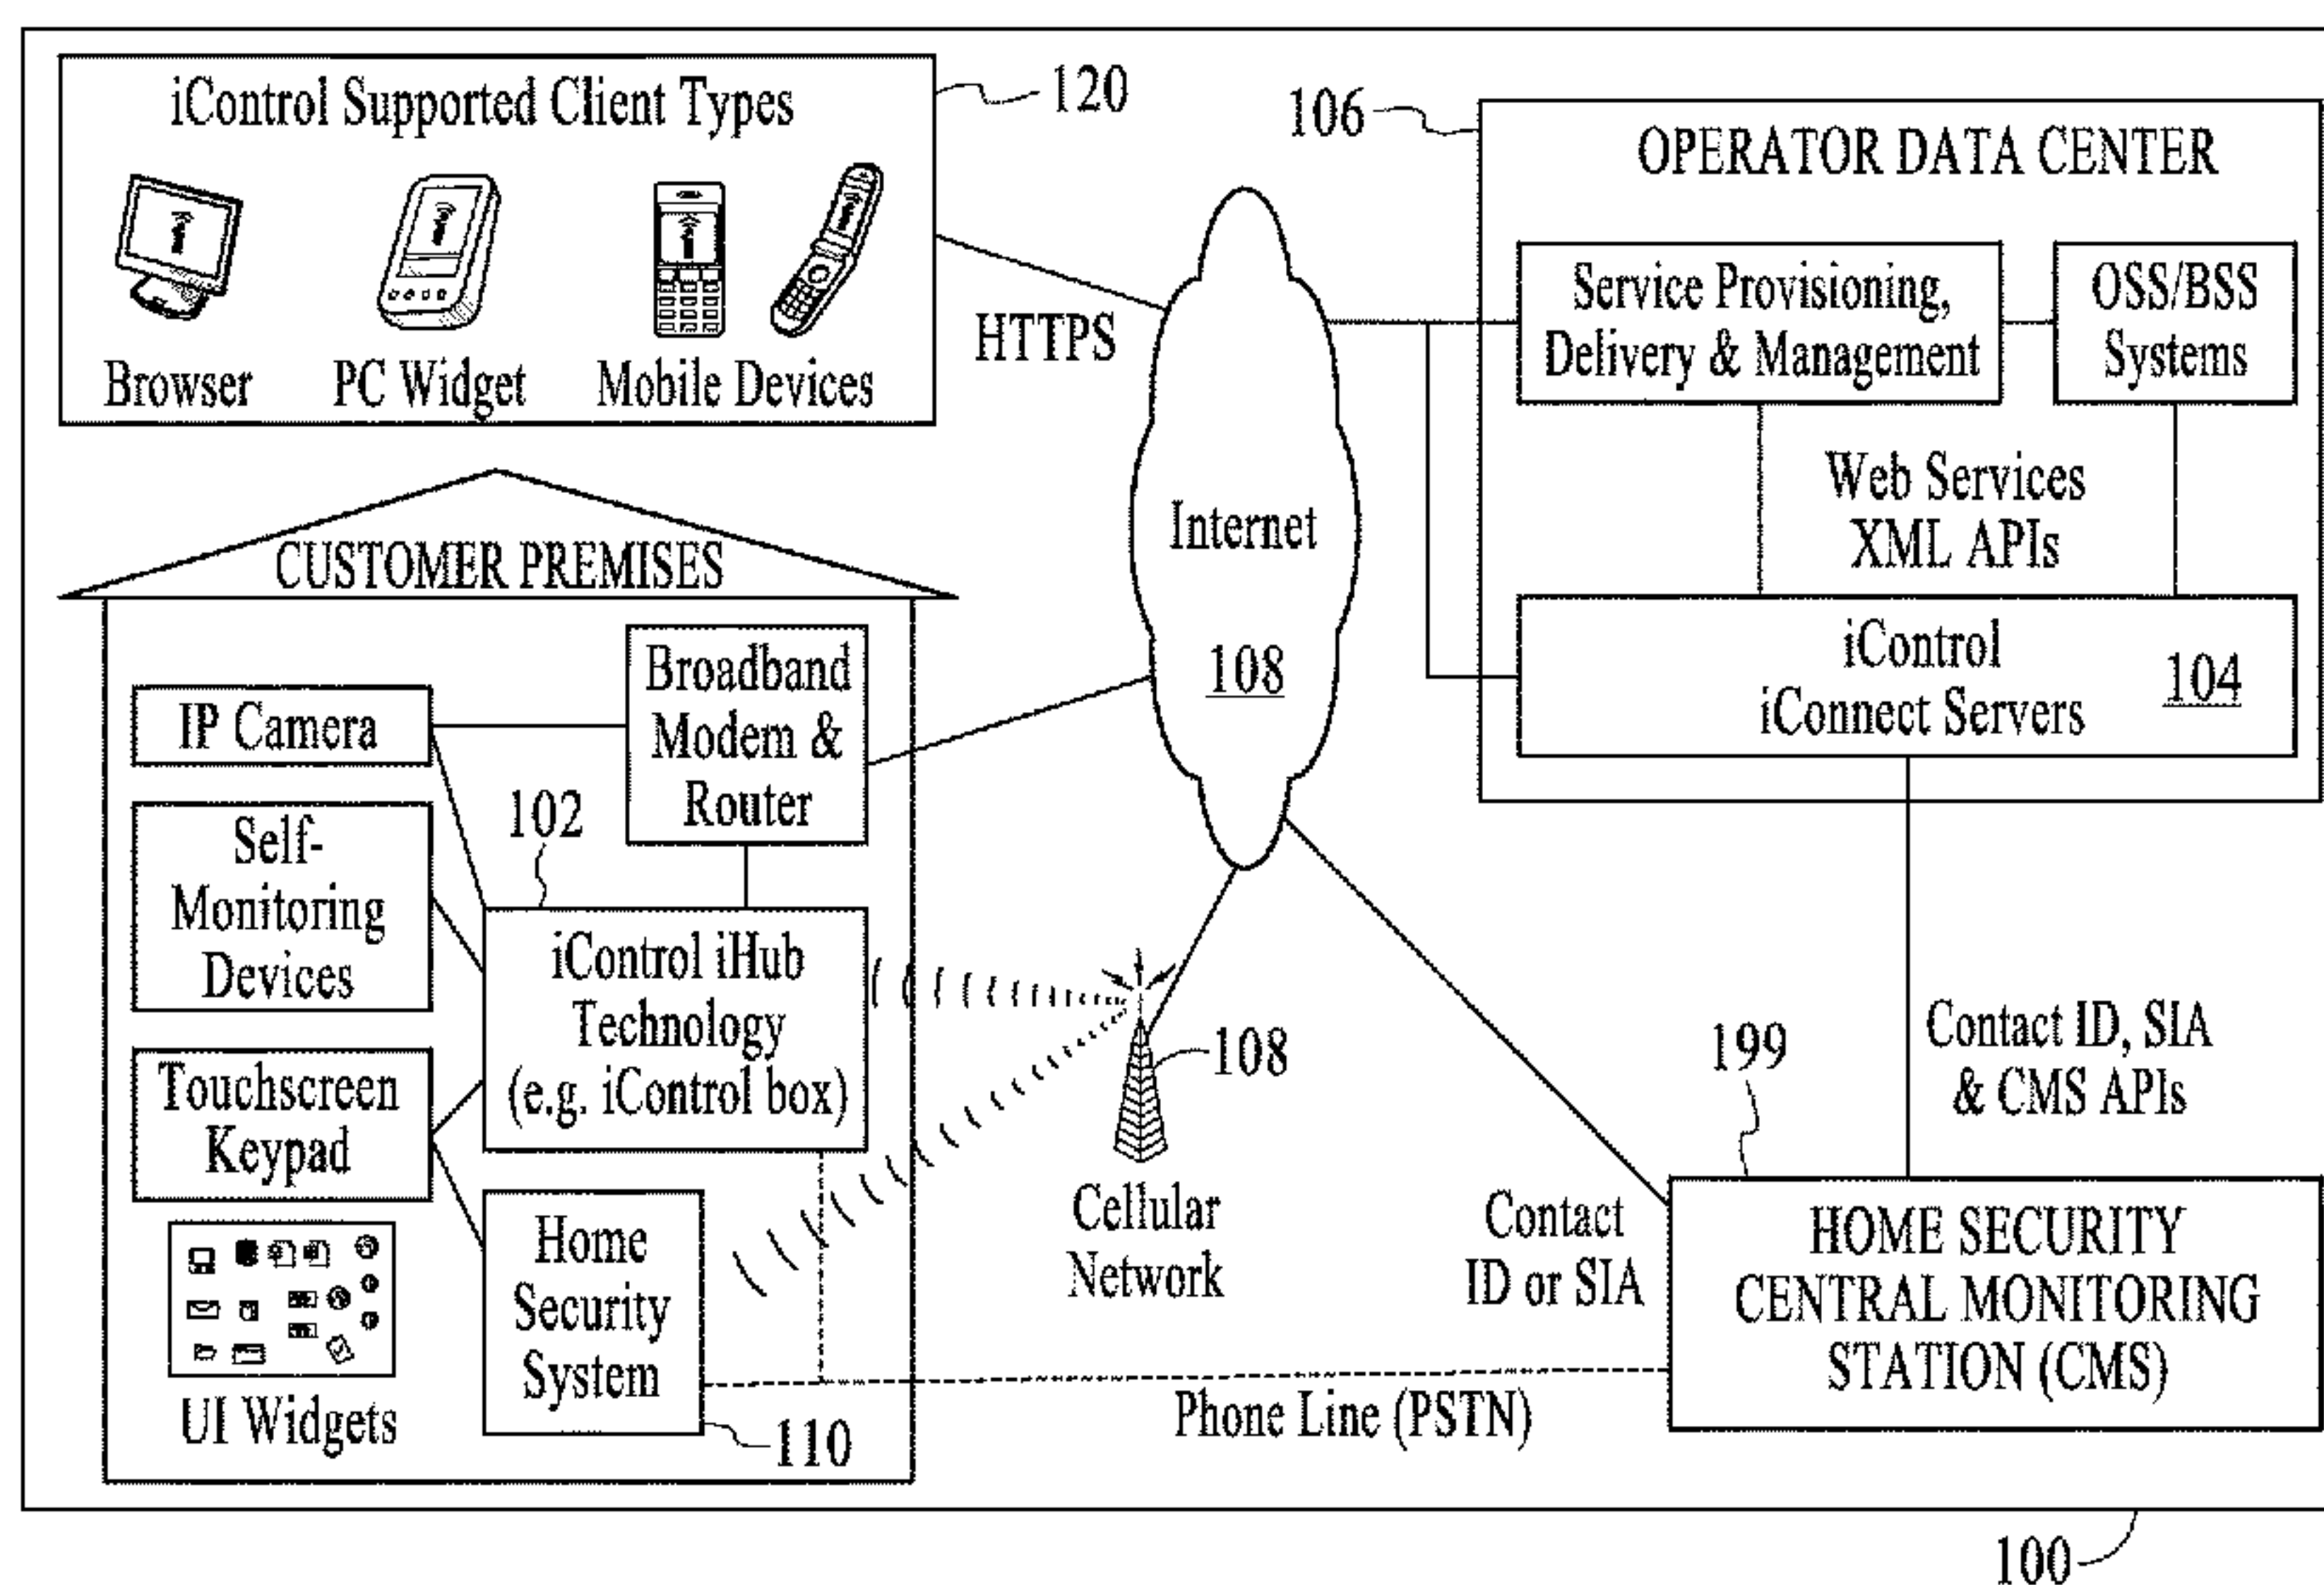 iControl Supported Client Types
120
Browser
PC Widget
Mobile Devices
HTTPS
106
OPERATOR DATA CENTER
Service Provisioning,
Delivery & Management
OSS/BSS
Systems
Web Services
XML APIs
iControl
iConnect Servers
104
Internet
108
CUSTOMER PREMISES
IP Camera
Broadband
Modem &
Router
Self-
Monitoring
Devices
102
iControl iHub
Technology
(e.g. iControl box)
Touchscreen
Keypad
Home
Security
System
110
UI Widgets
108
Cellular
Network
Contact
ID or SIA
Phone Line (PSTN)
199
Contact ID, SIA
& CMS APIs
HOME SECURITY
CENTRAL MONITORING
STATION (CMS)
100